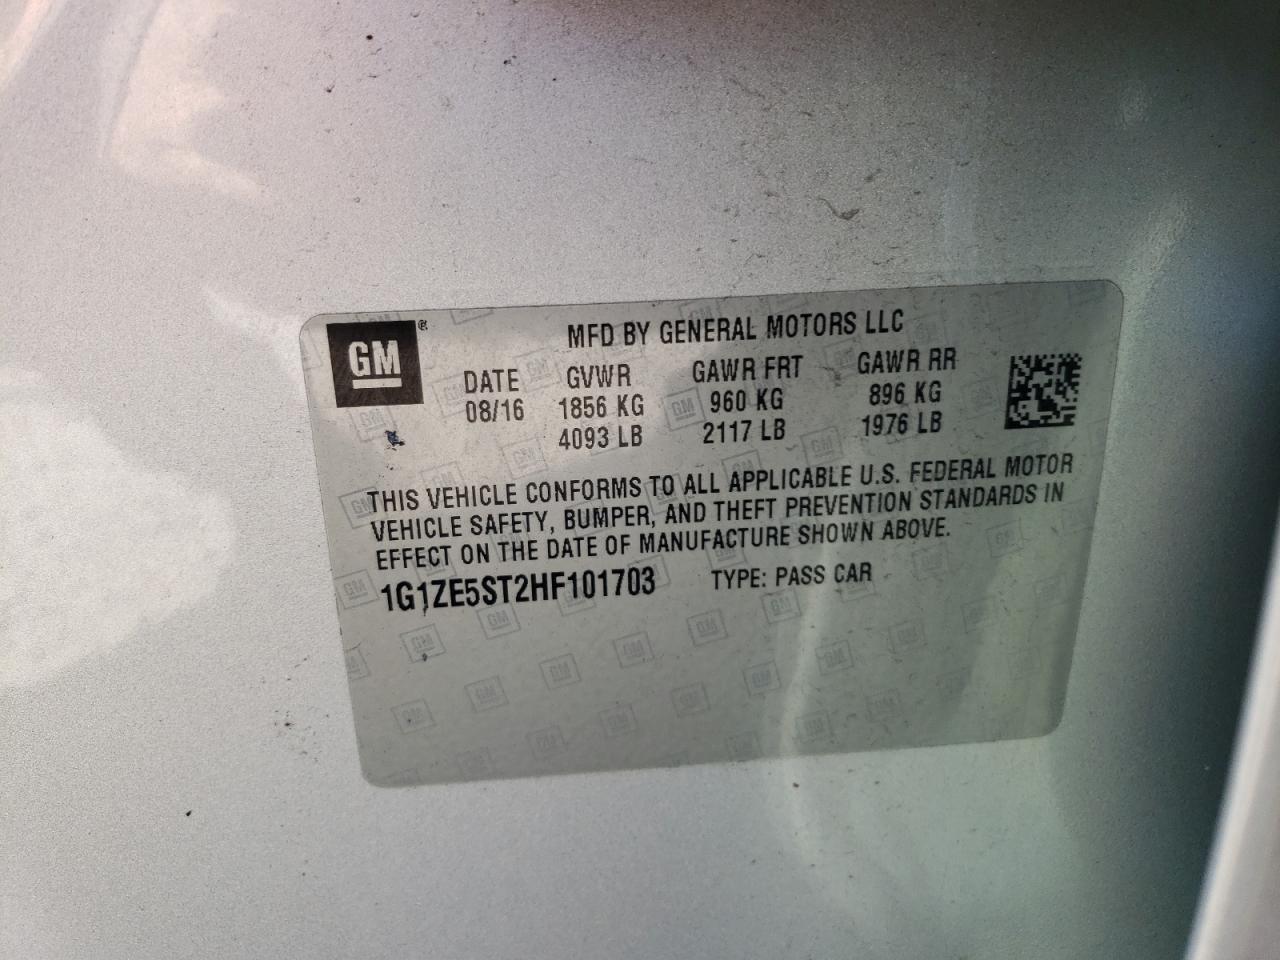 GM®
MFD BY GENERAL MOTORS LLC
DATE GVWR GAWR FRT GAWR RR
08/16 1856 KG 960 KG 896 KG
4093 LB 2117 LB 1976 LB
THIS VEHICLE CONFORMS TO ALL APPLICABLE U.S. FEDERAL MOTOR
VEHICLE SAFETY, BUMPER, AND THEFT PREVENTION STANDARDS IN
EFFECT ON THE DATE OF MANUFACTURE SHOWN ABOVE.
1G1ZE5ST2HF101703 TYPE: PASS CAR